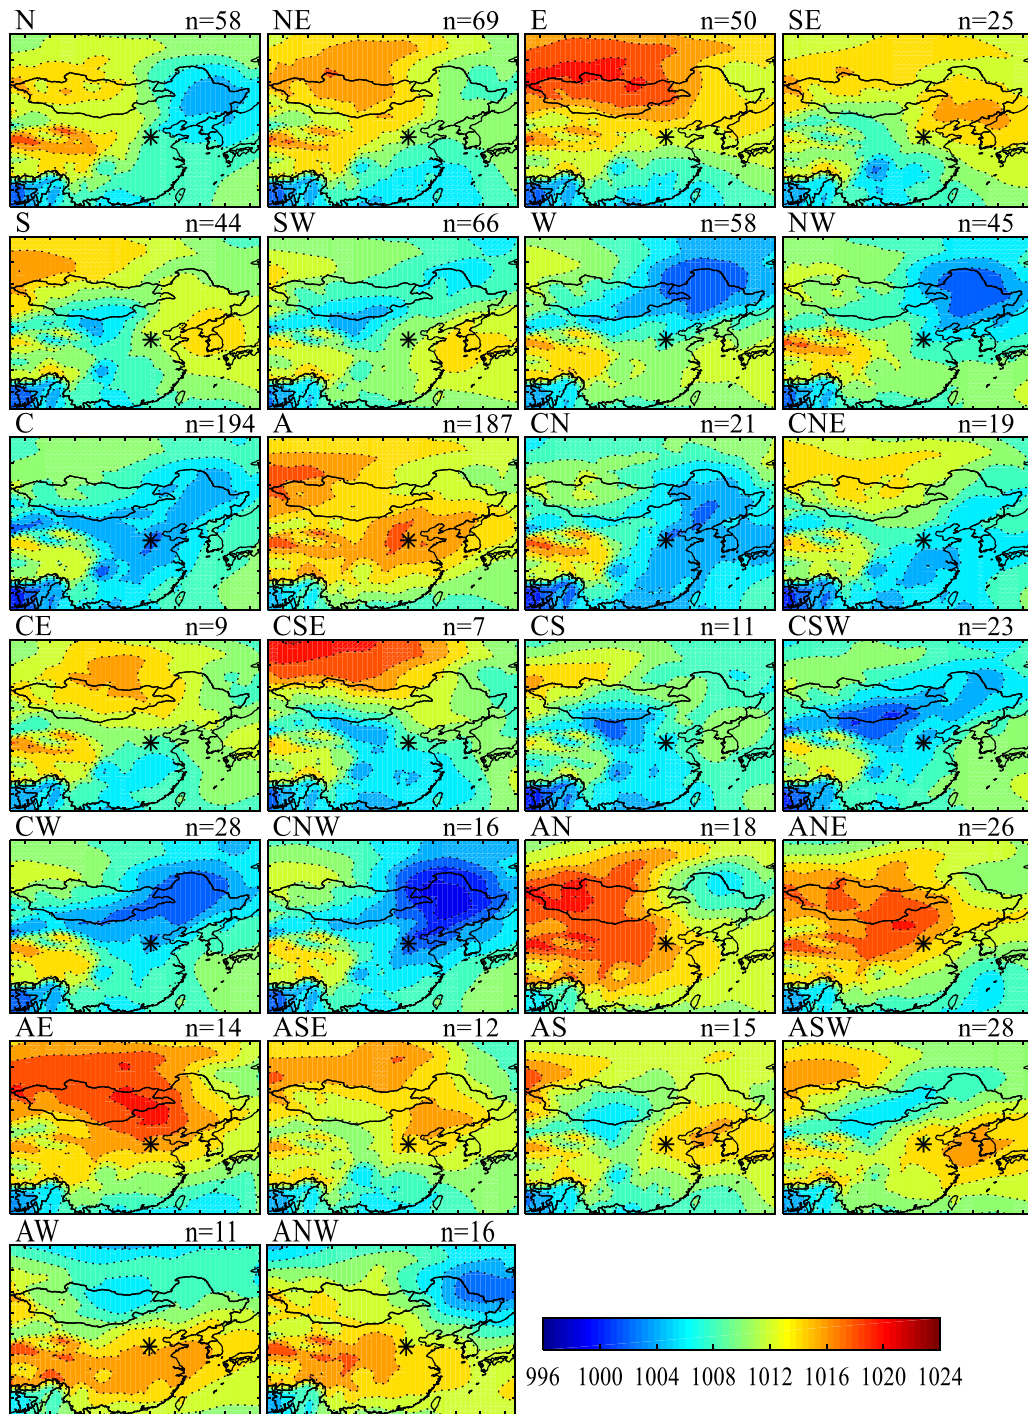 N n=58 NE n=69 E n=50 SE n=25
S n=44 SW n=66 W n=58 NW n=45
C n=194 A n=187 CN n=21 CNE n=19
CE n=9 CSE n=7 CS n=11 CSW n=23
CW n=28 CNW n=16 AN n=18 ANE n=26
AE n=14 ASE n=12 AS n=15 ASW n=28
AW n=11 ANW n=16
996 1000 1004 1008 1012 1016 1020 1024